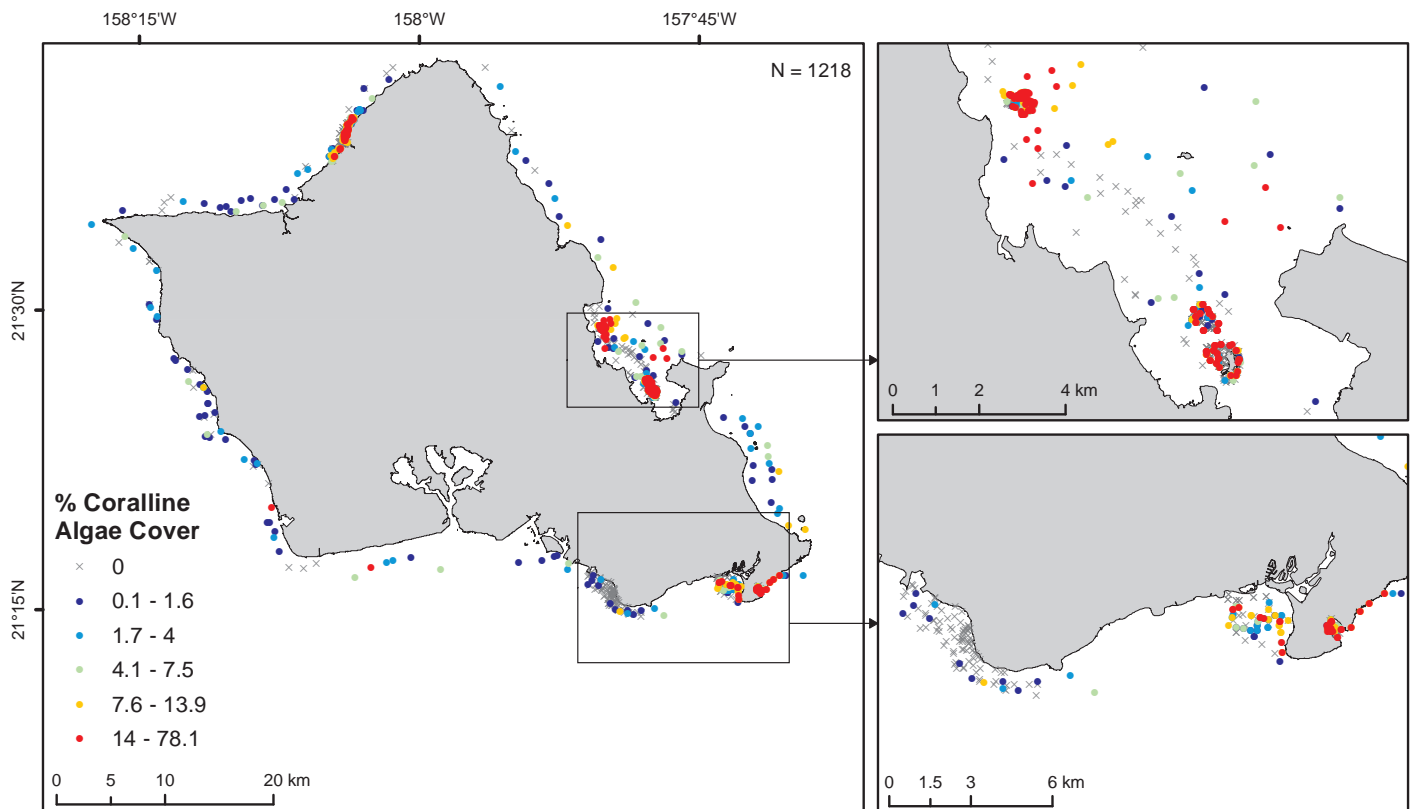 158°15'W 158°W 157°45'W
N = 1218
21°30'N
21°15'N
% Coralline
Algae Cover
0
0.1 - 1.6
1.7 - 4
4.1 - 7.5
7.6 - 13.9
14 - 78.1
0 5 10 20 km
0 1 2 4 km
0 1.5 3 6 km